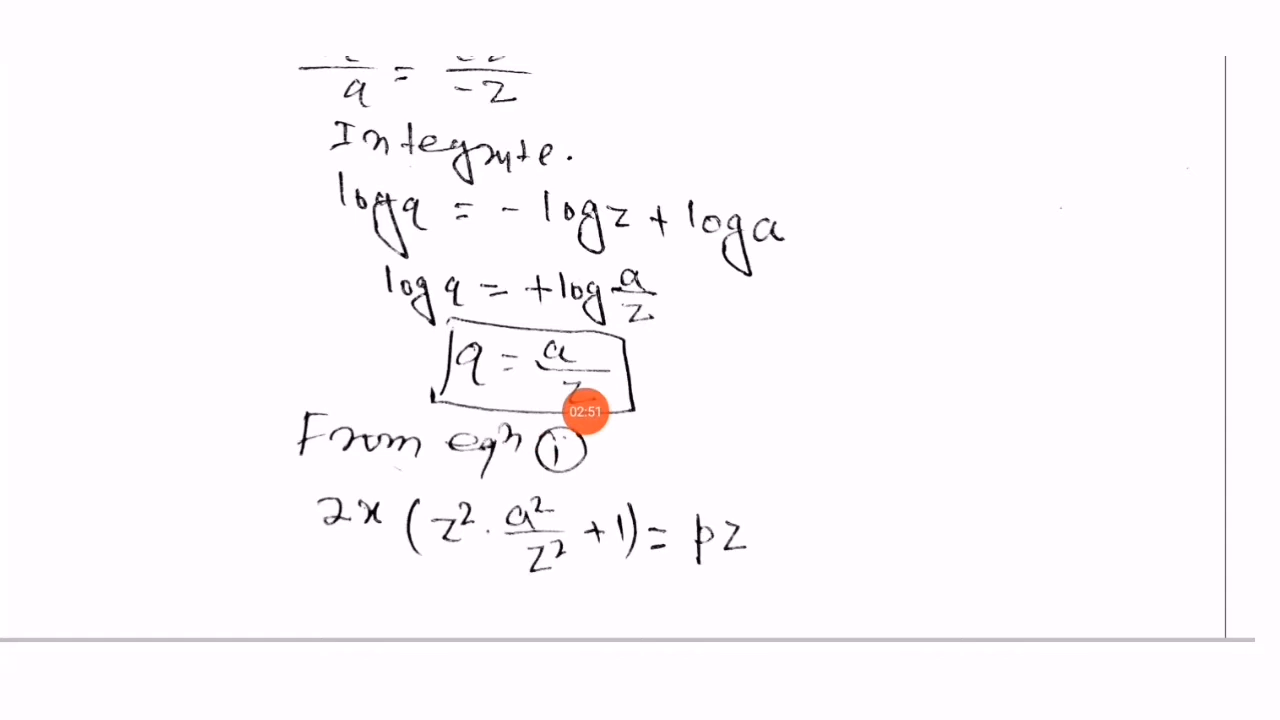 q = -z
Integrate.
log q = - log z + log a
log q = + log a/z
q = a/z
02:51
From eqn ①
2x (z². a²/z² + 1) = pz